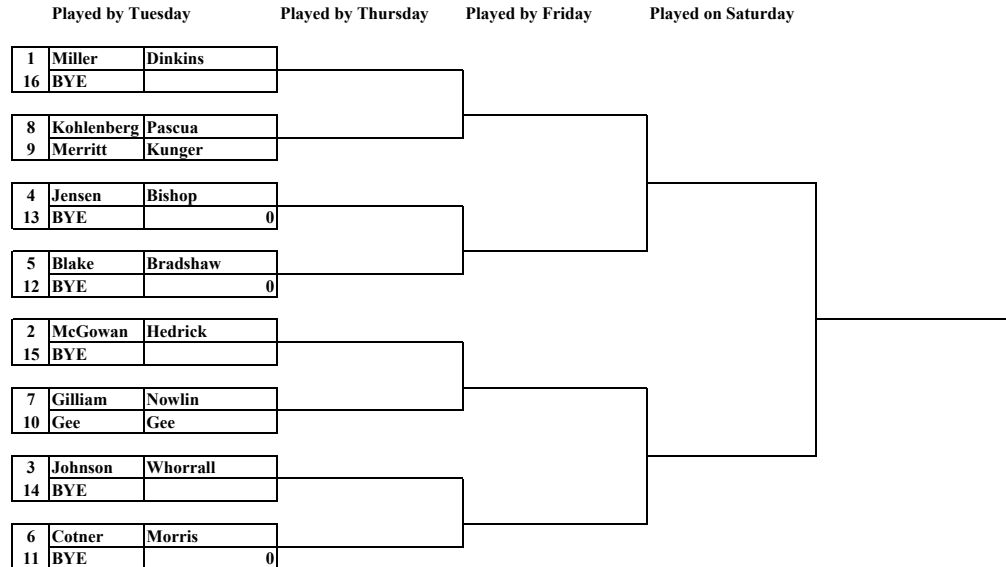 Played by Tuesday Played by Thursday Played by Friday Played on Saturday
1 Miller Dinkins
16 BYE
8 Kohlenberg Pascua
9 Merritt Kunger
4 Jensen Bishop
13 BYE 0
5 Blake Bradshaw
12 BYE 0
2 McGowan Hedrick
15 BYE
7 Gilliam Nowlin
10 Gee Gee
3 Johnson Whorrall
14 BYE
6 Cotner Morris
11 BYE 0